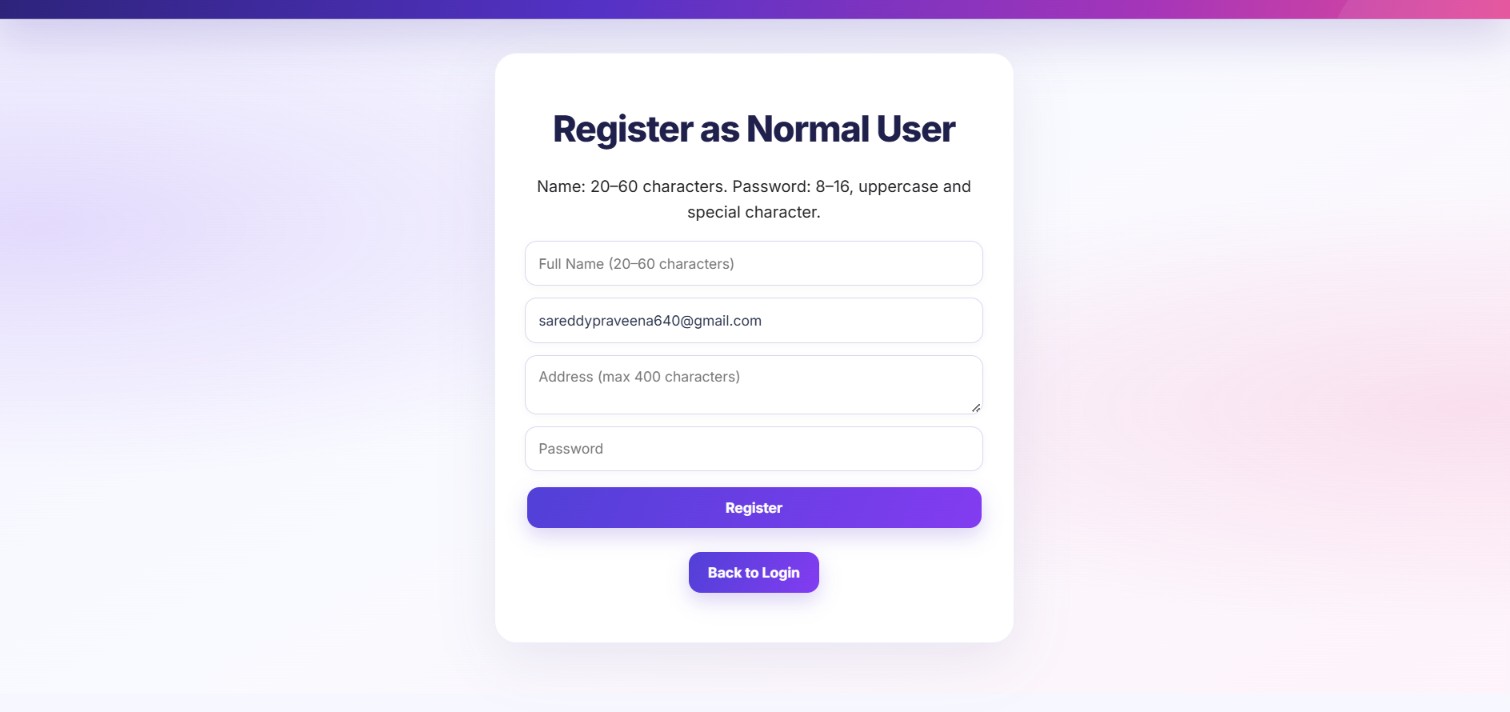 Register as Normal User
Name: 20–60 characters. Password: 8–16, uppercase and
special character.
Full Name (20–60 characters)
sareddypraveena640@gmail.com
Address (max 400 characters)
Password
Register
Back to Login